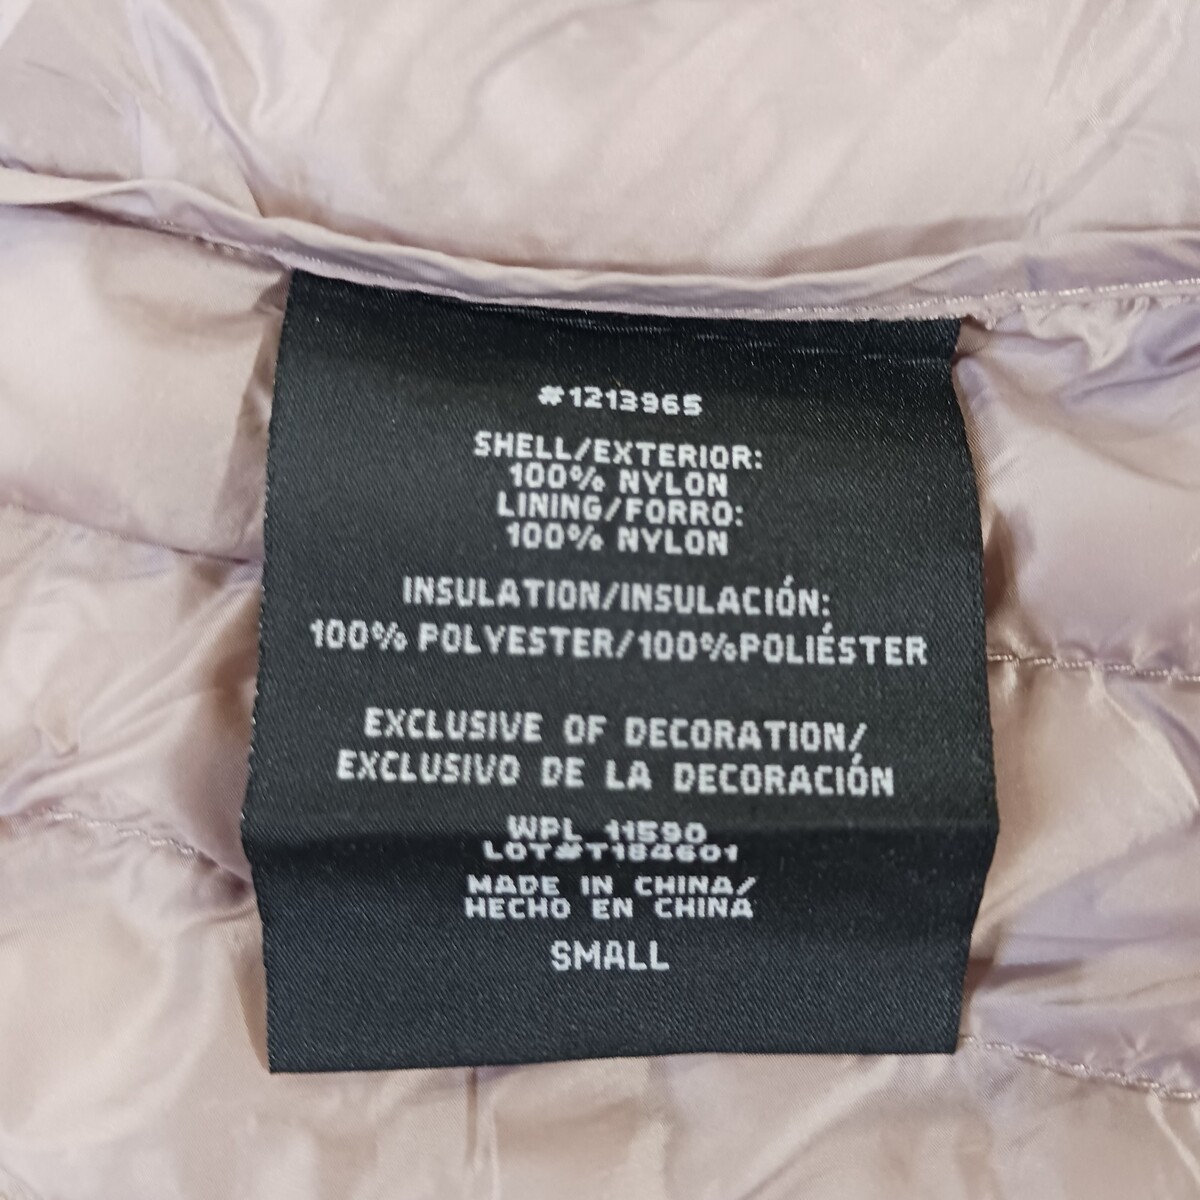 #1213965
SHELL/EXTERIOR:
100% NYLON
LINING/FORRO:
100% NYLON
INSULATION/INSULACIÓN:
100% POLYESTER/100%POLIÉSTER
EXCLUSIVE OF DECORATION/
EXCLUSIVO DE LA DECORACIÓN
WPL 11590
LOT#T184601
MADE IN CHINA/
HECHO EN CHINA
SMALL